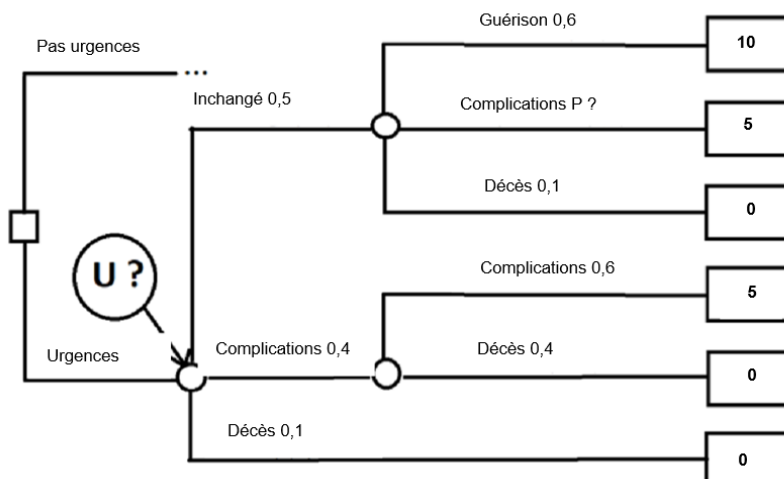 Guérison 0,6
10
Pas urgences
...
Inchangé 0,5
Complications P ?
5
Décès 0,1
0
U ?
Complications 0,6
5
Urgences
Complications 0,4
Décès 0,4
0
Décès 0,1
0